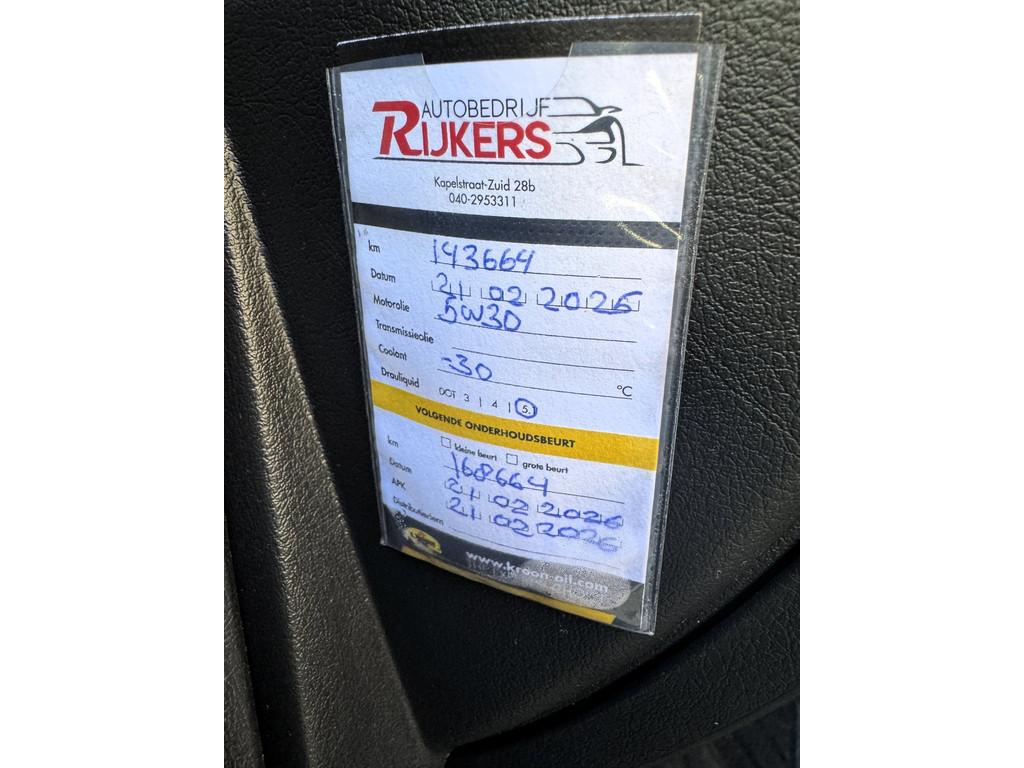 AUTOBEDRIJF
RIJKERS
Kapelstraat-Zuid 28b
040-2953311
km 143664
Datum 21 02 2025
Motorolie 5W30
Transmissieolie
Coolant -30 °C
Drauliquid DOT 3 | 4 | 5.
VOLGENDE ONDERHOUDSBEURT
kleine beurt grote beurt
km 168664
Datum 21 02 2026
APK 21 02 2026
Distributieriem
www.kroon-oil.com